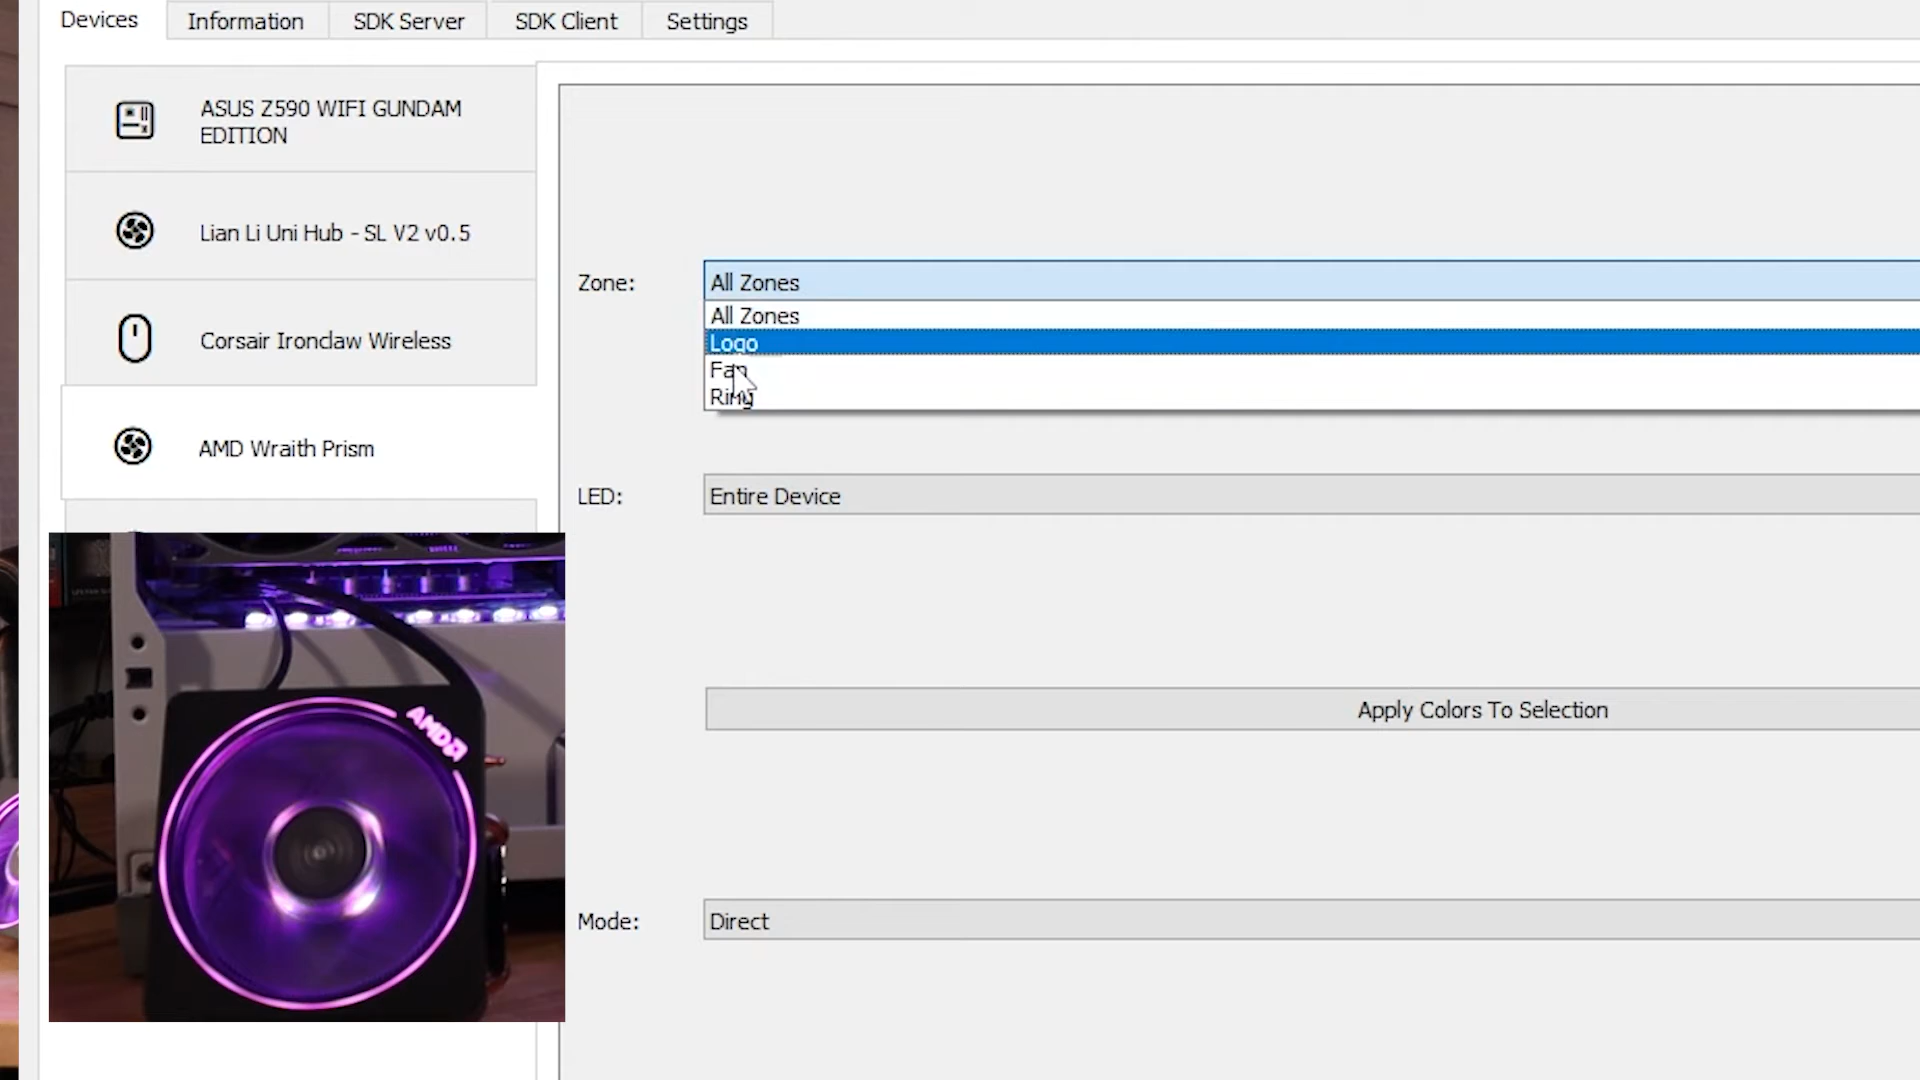 Devices
Information
SDK Server
SDK Client
Settings
ASUS Z590 WIFI GUNDAM
EDITION
Lian Li Uni Hub - SL V2 v0.5
Corsair Ironclaw Wireless
AMD Wraith Prism
Zone:
All Zones
All Zones
Logo
Fan
Ring
LED:
Entire Device
Apply Colors To Selection
Mode:
Direct
AMD